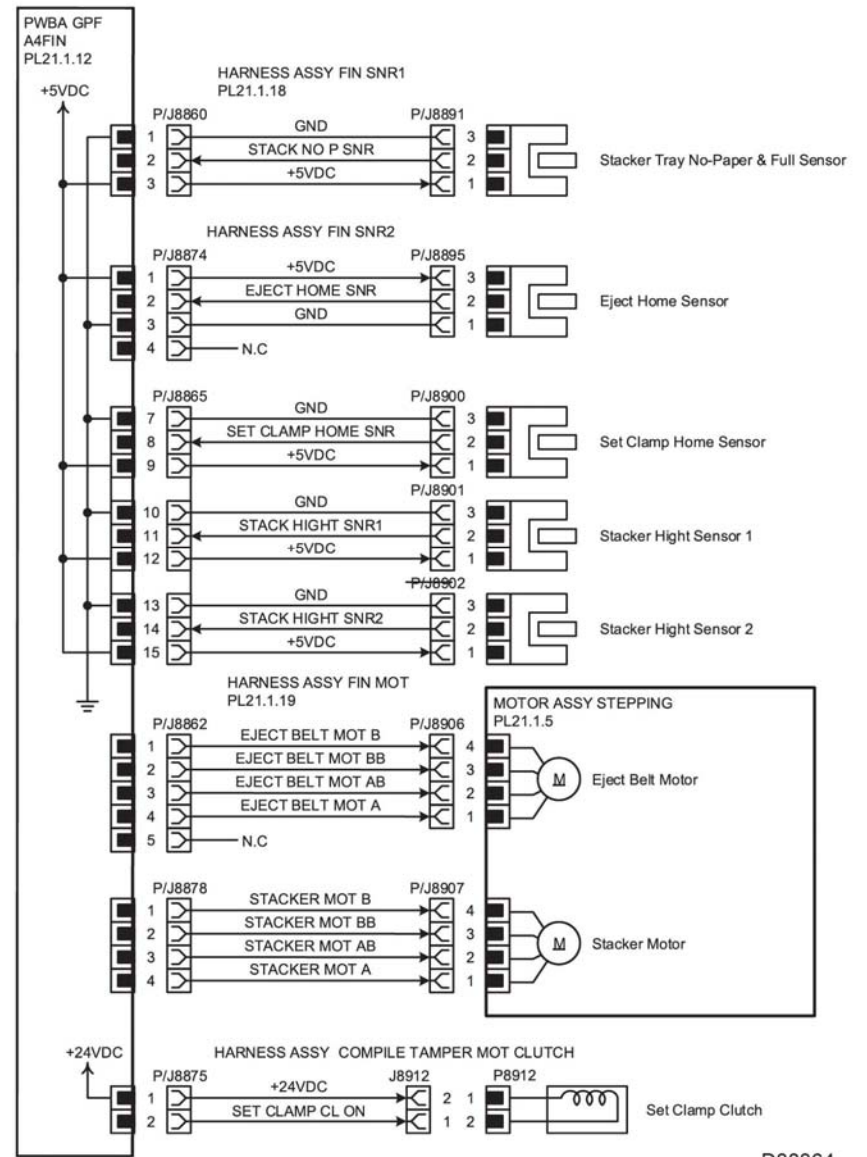 PWBA GPF
A4FIN
PL21.1.12
+5VDC
HARNESS ASSY FIN SNR1
PL21.1.18
P/J8860
P/J8891
1 GND 3
2 STACK NO P SNR 2
3 +5VDC 1
Stacker Tray No-Paper & Full Sensor
HARNESS ASSY FIN SNR2
P/J8874
P/J8895
1 +5VDC 3
2 EJECT HOME SNR 2
3 GND 1
4 N.C
Eject Home Sensor
P/J8865
P/J8900
7 GND 3
8 SET CLAMP HOME SNR 2
9 +5VDC 1
Set Clamp Home Sensor
P/J8901
10 GND 3
11 STACK HIGHT SNR1 2
12 +5VDC 1
Stacker Hight Sensor 1
P/J8902
13 GND 3
14 STACK HIGHT SNR2 2
15 +5VDC 1
Stacker Hight Sensor 2
HARNESS ASSY FIN MOT
PL21.1.19
MOTOR ASSY STEPPING
PL21.1.5
P/J8862
P/J8906
1 EJECT BELT MOT B 4
2 EJECT BELT MOT BB 3
3 EJECT BELT MOT AB 2
4 EJECT BELT MOT A 1
5 N.C
M
Eject Belt Motor
P/J8878
P/J8907
1 STACKER MOT B 4
2 STACKER MOT BB 3
3 STACKER MOT AB 2
4 STACKER MOT A 1
M
Stacker Motor
+24VDC
HARNESS ASSY COMPILE TAMPER MOT CLUTCH
P/J8875
J8912
P8912
1 +24VDC 2 1
2 SET CLAMP CL ON 1 2
Set Clamp Clutch